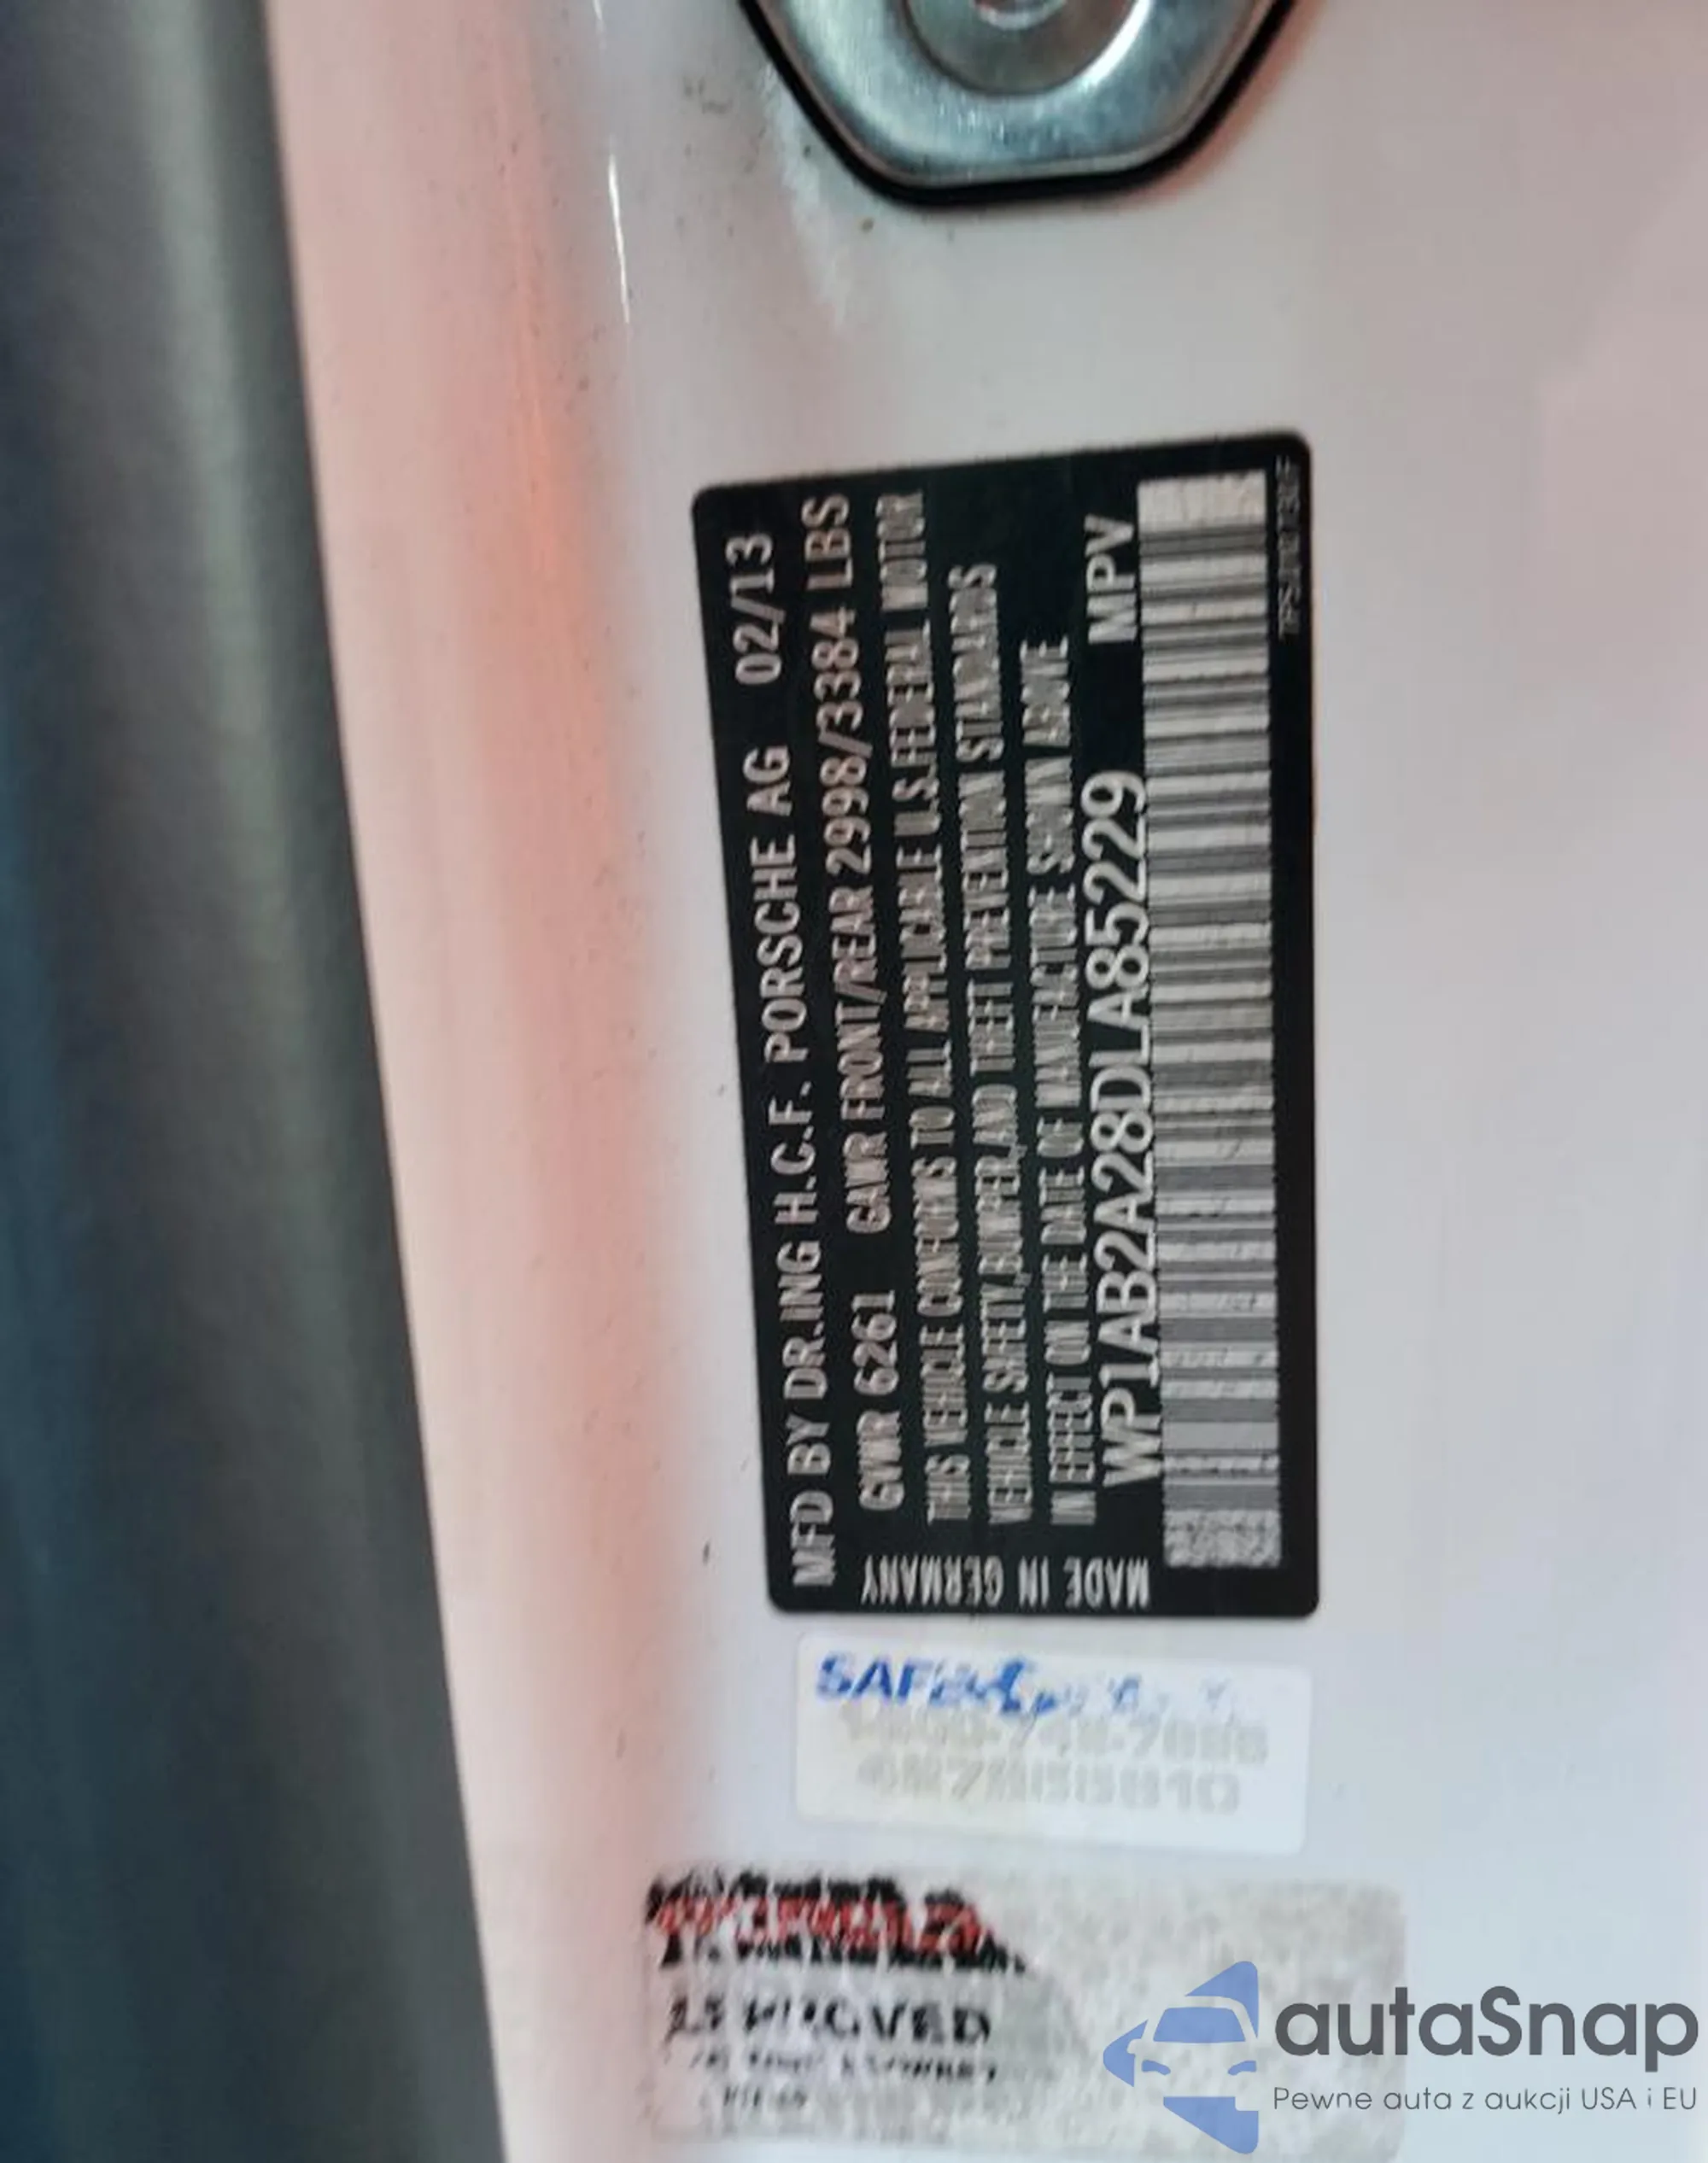 MFD BY DR.ING H.C.F. PORSCHE AG 02/13
GVWR 6261 GAWR FRONT/REAR 2998/3384 LBS
THIS VEHICLE CONFORMS TO ALL APPLICABLE U.S.FEDERAL MOTOR
VEHICLE SAFETY,BUMPER,AND THEFT PREVENTION STANDARDS
IN EFFECT ON THE DATE OF MANUFACTURE SHOWN ABOVE
WP1AB2A28DLA85229 MPV
MADE IN GERMANY
autaSnap
Pewne auta z aukcji USA i EU